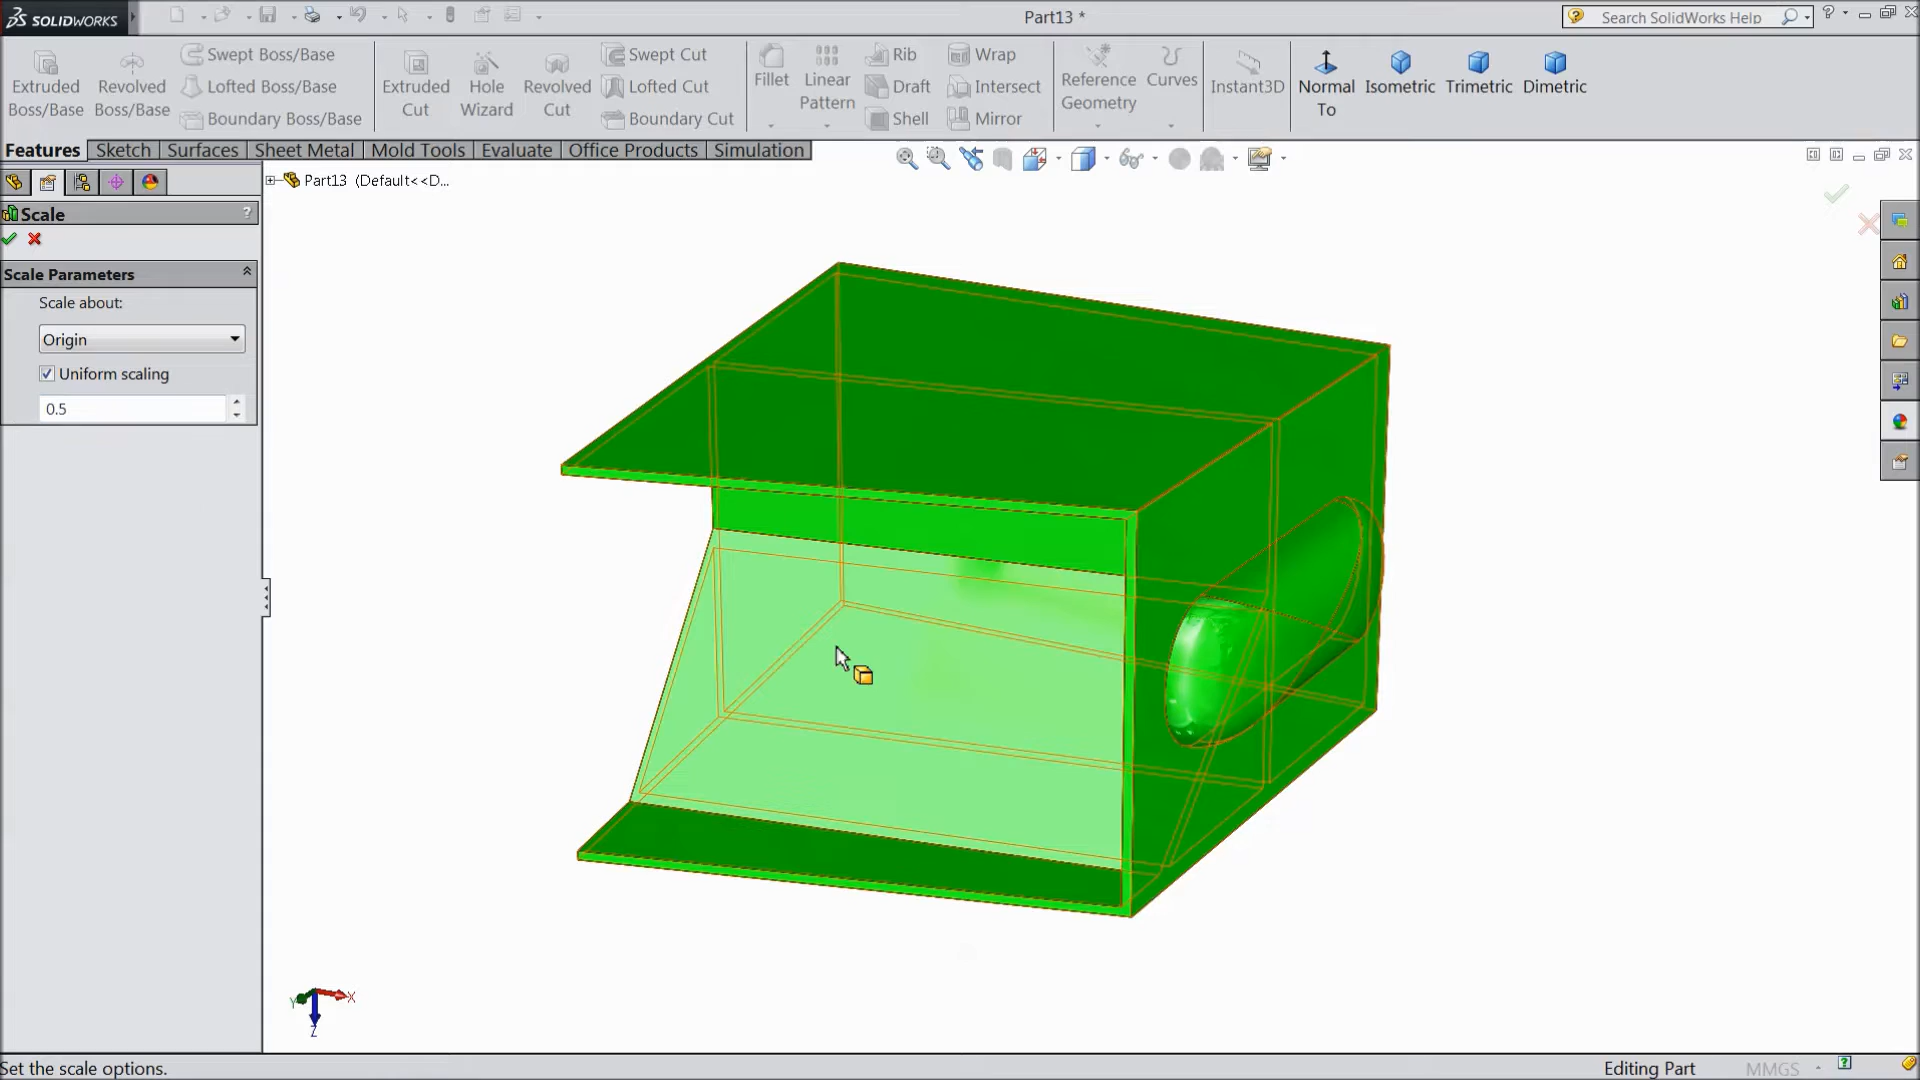 SOLIDWORKS
Part13 *
Search SolidWorks Help
Extruded Boss/Base
Revolved Boss/Base
Swept Boss/Base
Lofted Boss/Base
Boundary Boss/Base
Extruded Cut
Hole Wizard
Revolved Cut
Swept Cut
Lofted Cut
Boundary Cut
Fillet
Linear Pattern
Rib
Draft
Shell
Wrap
Intersect
Mirror
Reference Geometry
Curves
Instant3D
Normal To
Isometric
Trimetric
Dimetric
Features
Sketch
Surfaces
Sheet Metal
Mold Tools
Evaluate
Office Products
Simulation
Part13 (Default<<D...
Scale
?
Scale Parameters
Scale about:
Origin
Uniform scaling
0.5
Y
X
Z
Set the scale options.
Editing Part
MMGS